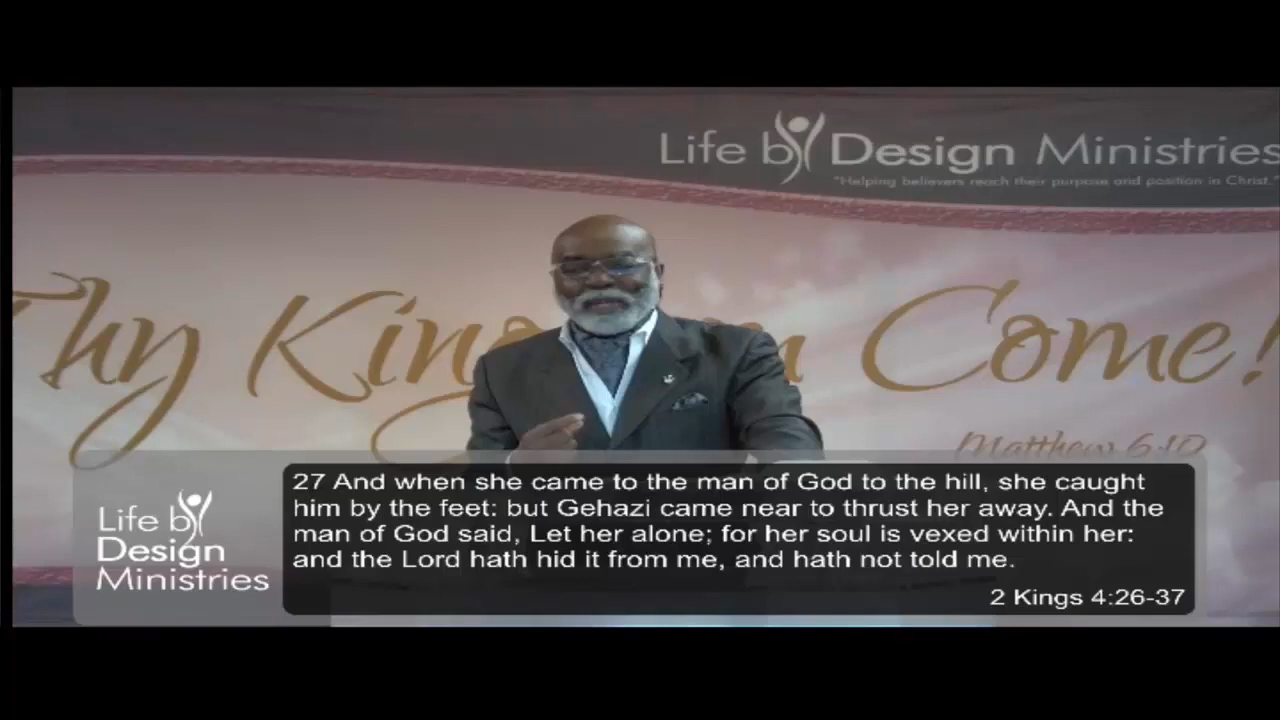 Life by Design Ministries
"Helping believers reach their purpose and position in Christ."
Thy Kingdom Come!
Matthew 6:10
Life by
Design
Ministries
27 And when she came to the man of God to the hill, she caught
him by the feet: but Gehazi came near to thrust her away. And the
man of God said, Let her alone; for her soul is vexed within her:
and the Lord hath hid it from me, and hath not told me.
2 Kings 4:26-37